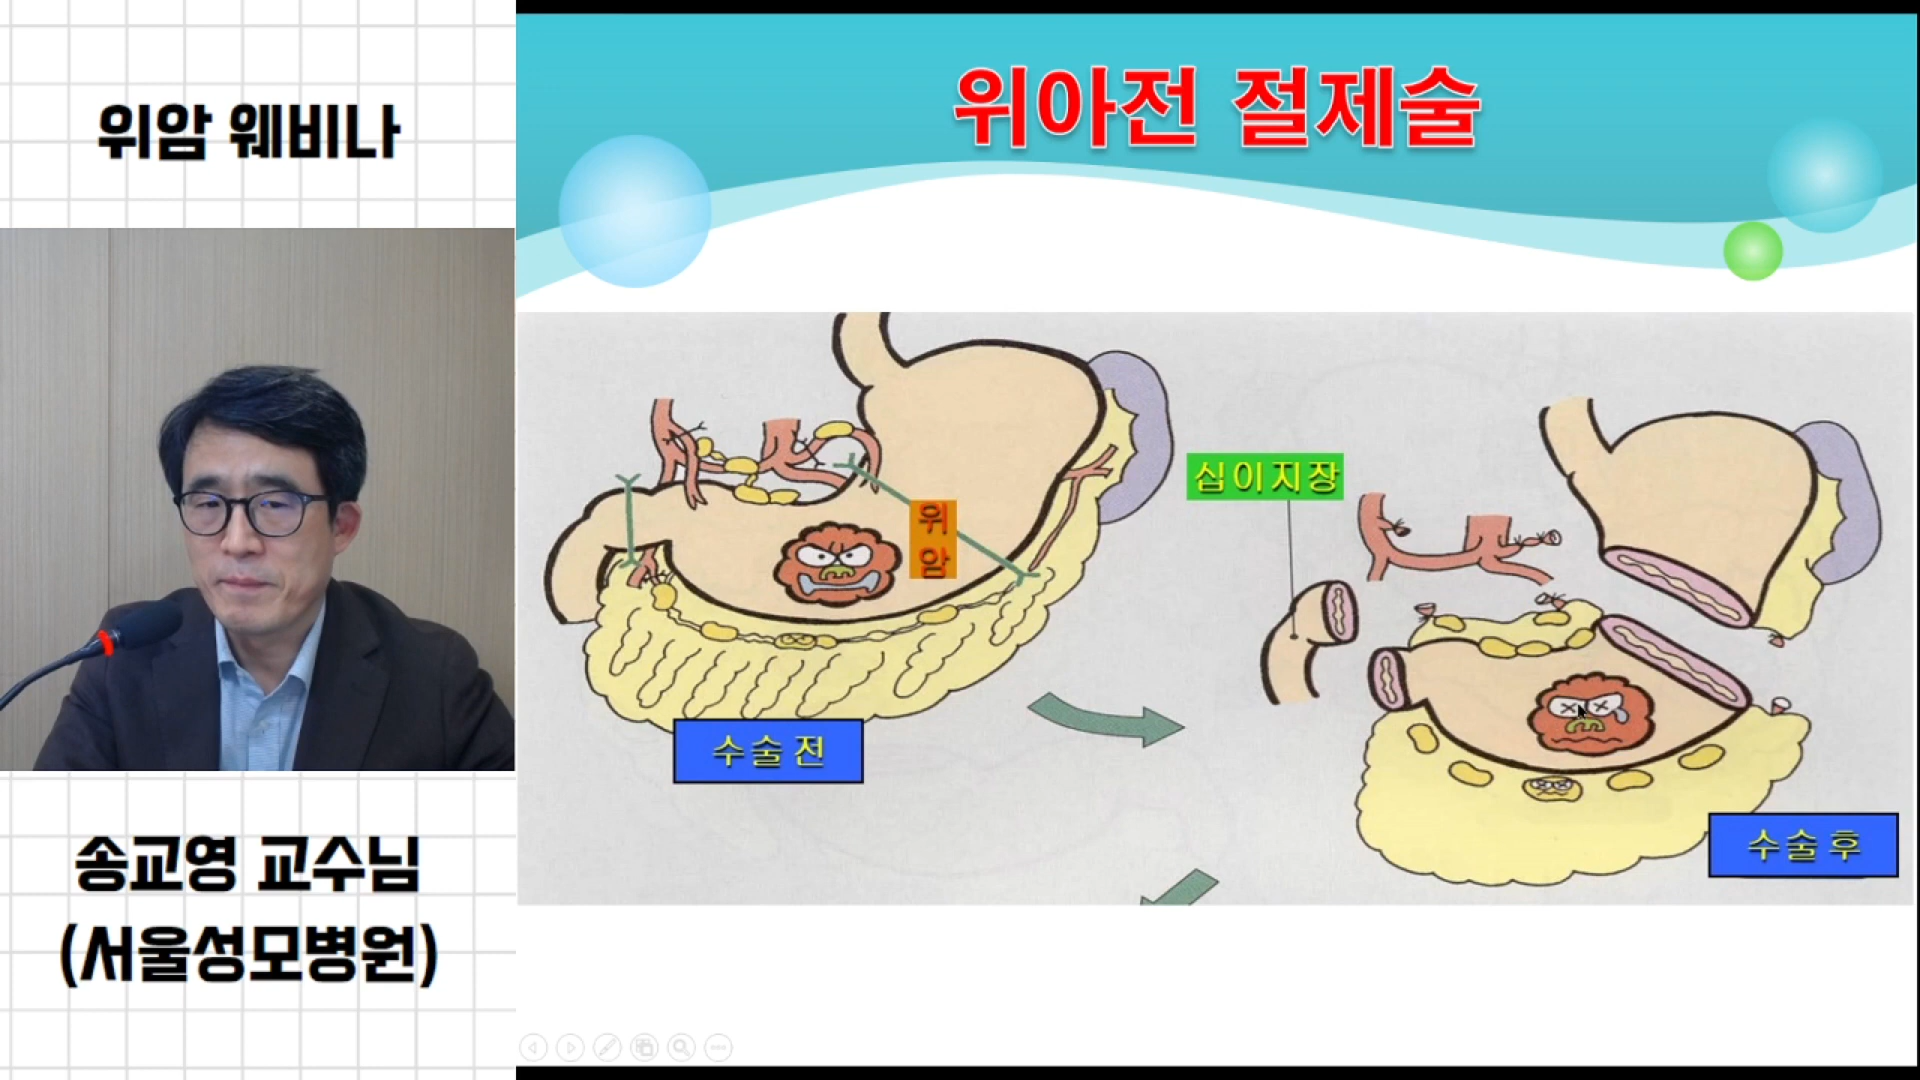 위암 웨비나
송교영 교수님
(서울성모병원)
위아전 절제술
위
암
십이지장
수술 전
수술 후